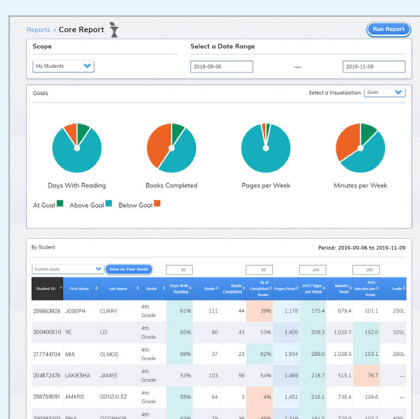 Reports » Core Report
Run Report
Scope
Select a Date Range
My Students
2019-09-06
—
2019-11-09
Goals
Select a Visualization:
Goals
Days With Reading
Books Completed
Pages per Week
Minutes per Week
At Goal
Above Goal
Below Goal
By Student
Period: 2019-09-06 to 2019-11-09
Custom Goals
Save as Your Goals
50
50
100
100
Student ID First Name Last Name Grade Days With Reading Books Books Completed % of Completed Books Pages Read AVG Pages per Week Minutes Read AVG Minutes per Week
209863928 JOSEPH CURRY 4th Grade 61% 111 44 39% 1,178 175.4 679.4 101.1 250L
200400510 YE LEI 4th Grade 65% 80 43 53% 1,405 209.2 1,020.7 152.0 325L
217744704 MIA OLMOS 4th Grade 68% 37 23 62% 1,934 288.0 1,028.5 153.1 280L
204572476 LAKIESHA JAMES 4th Grade 53% 103 56 54% 1,469 218.7 515.1 76.7 —
298769091 AMARO GONZALEZ 4th Grade 55% 64 3 4% 1,451 216.1 736.4 109.6 —
PAUL O'CONNOR 4th